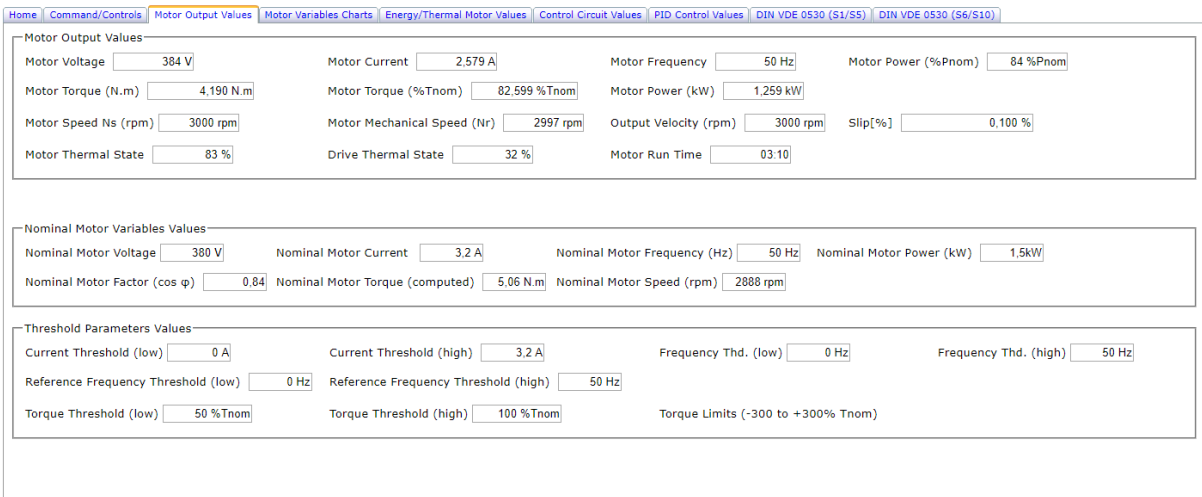 Home Command/Controls Motor Output Values Motor Variables Charts Energy/Thermal Motor Values Control Circuit Values PID Control Values DIN VDE 0530 (S1/S5) DIN VDE 0530 (S6/S10)
Motor Output Values
Motor Voltage 384 V Motor Current 2,579 A Motor Frequency 50 Hz Motor Power (%Pnom) 84 %Pnom
Motor Torque (N.m) 4,190 N.m Motor Torque (%Tnom) 82,599 %Tnom Motor Power (kW) 1,259 kW
Motor Speed Ns (rpm) 3000 rpm Motor Mechanical Speed (Nr) 2997 rpm Output Velocity (rpm) 3000 rpm Slip[%] 0,100 %
Motor Thermal State 83 % Drive Thermal State 32 % Motor Run Time 03:10
Nominal Motor Variables Values
Nominal Motor Voltage 380 V Nominal Motor Current 3,2 A Nominal Motor Frequency (Hz) 50 Hz Nominal Motor Power (kW) 1,5kW
Nominal Motor Factor (cos φ) 0,84 Nominal Motor Torque (computed) 5,06 N.m Nominal Motor Speed (rpm) 2888 rpm
Threshold Parameters Values
Current Threshold (low) 0 A Current Threshold (high) 3,2 A Frequency Thd. (low) 0 Hz Frequency Thd. (high) 50 Hz
Reference Frequency Threshold (low) 0 Hz Reference Frequency Threshold (high) 50 Hz
Torque Threshold (low) 50 %Tnom Torque Threshold (high) 100 %Tnom Torque Limits (-300 to +300% Tnom)